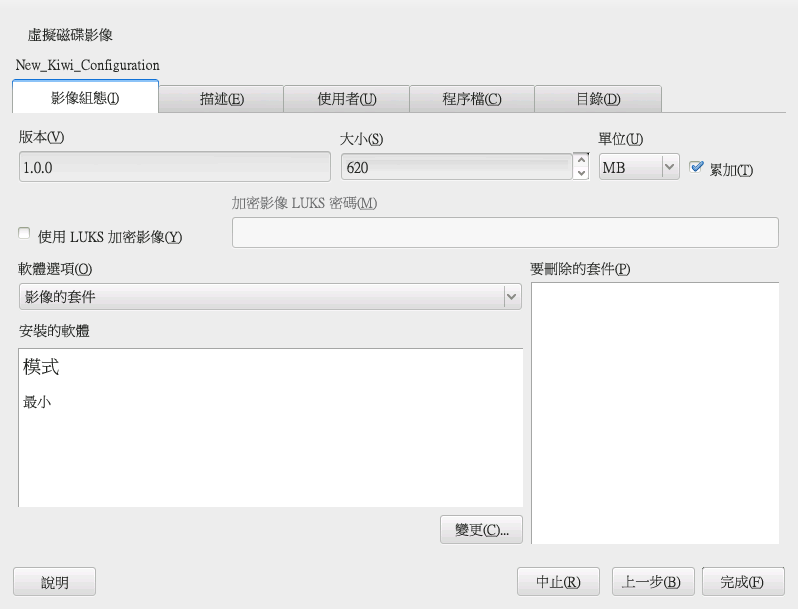 虛擬磁碟影像
New_Kiwi_Configuration
影像組態(I) 描述(E) 使用者(U) 程序檔(C) 目錄(D)
版本(V) 大小(S) 單位(U)
1.0.0 620 MB 累加(T)
加密影像 LUKS 密碼(M)
使用 LUKS 加密影像(Y)
軟體選項(O) 要刪除的套件(P)
影像的套件
安裝的軟體
模式
最小
變更(C)...
說明 中止(R) 上一步(B) 完成(F)